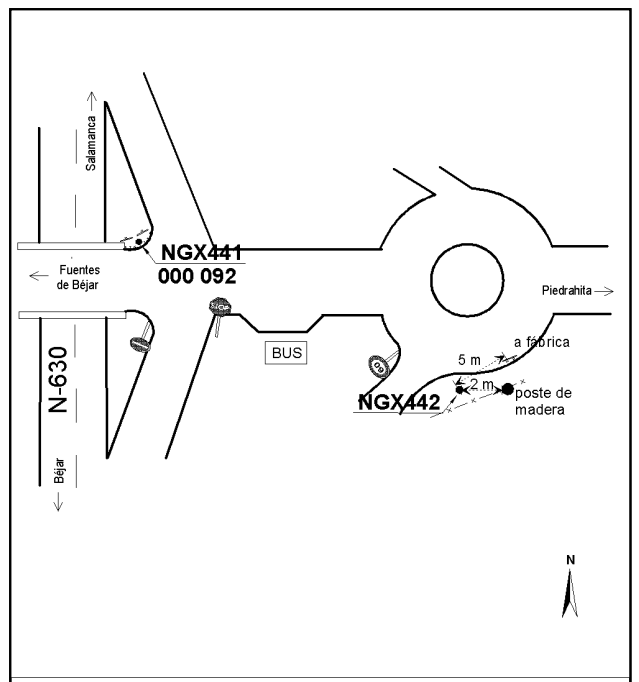 Salamanca
NGX441
000 092
Fuentes
de Béjar
Piedrahita
N-630
BUS
a fábrica
5 m
2 m
NGX442
poste de
madera
Béjar
N